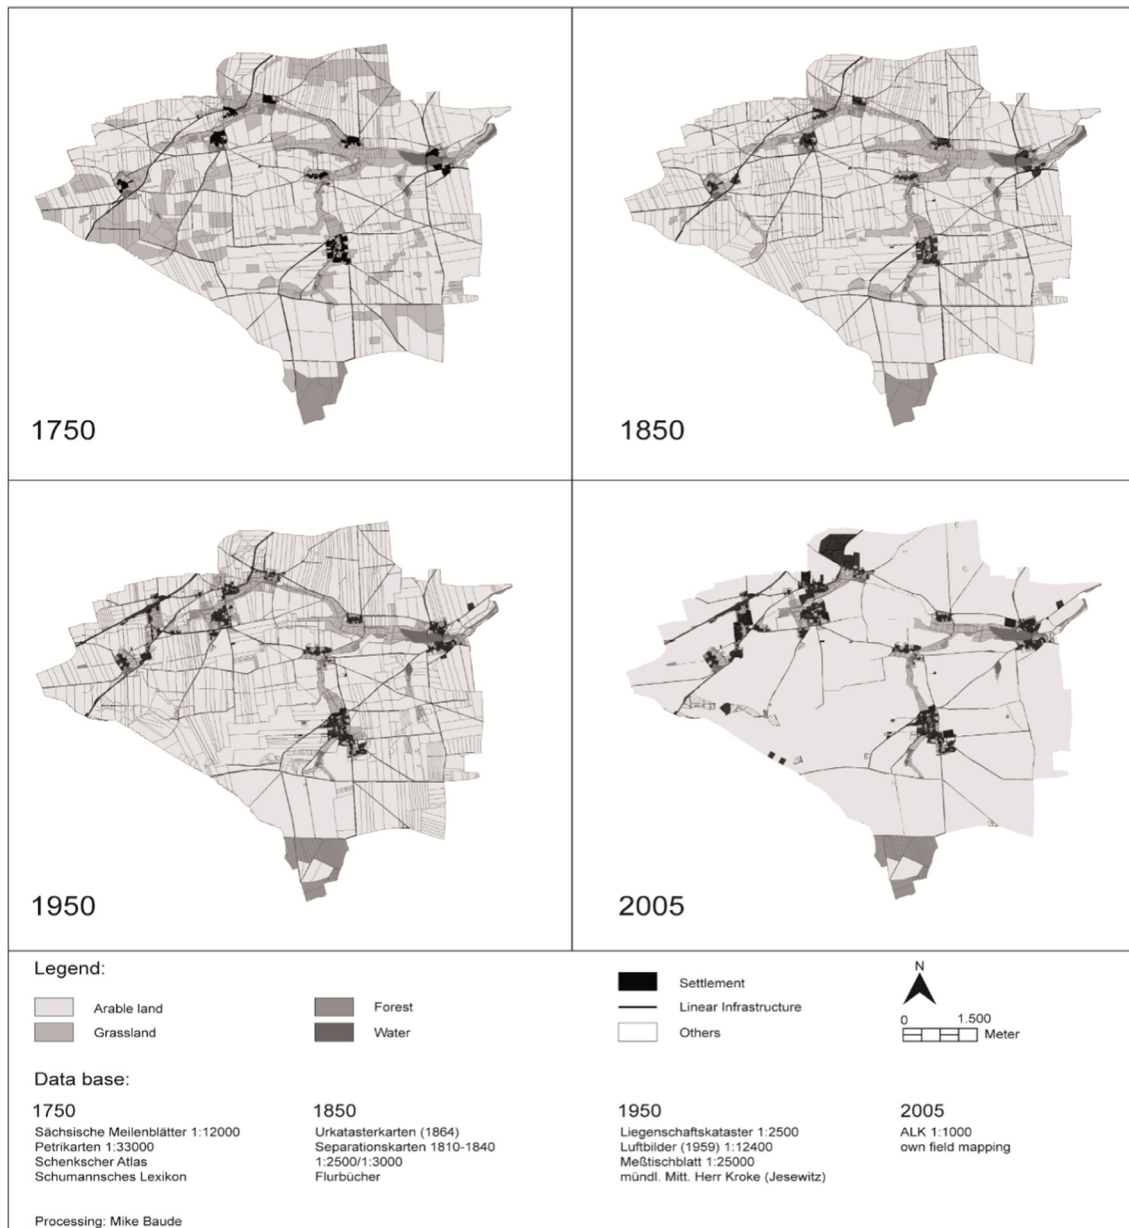 1750
1850
1950
2005
Legend:
Arable land
Grassland
Forest
Water
Settlement
Linear Infrastructure
Others
N
0 1.500
Meter
Data base:
1750
Sächsische Meilenblätter 1:12000
Petrikarten 1:33000
Schenkscher Atlas
Schumannsches Lexikon
1850
Urkatasterkarten (1864)
Separationskarten 1810-1840
1:2500/1:3000
Flurbücher
1950
Liegenschaftskataster 1:2500
Luftbilder (1959) 1:12400
Meßtischblatt 1:25000
mündl. Mitt. Herr Kroke (Jesewitz)
2005
ALK 1:1000
own field mapping
Processing: Mike Baude